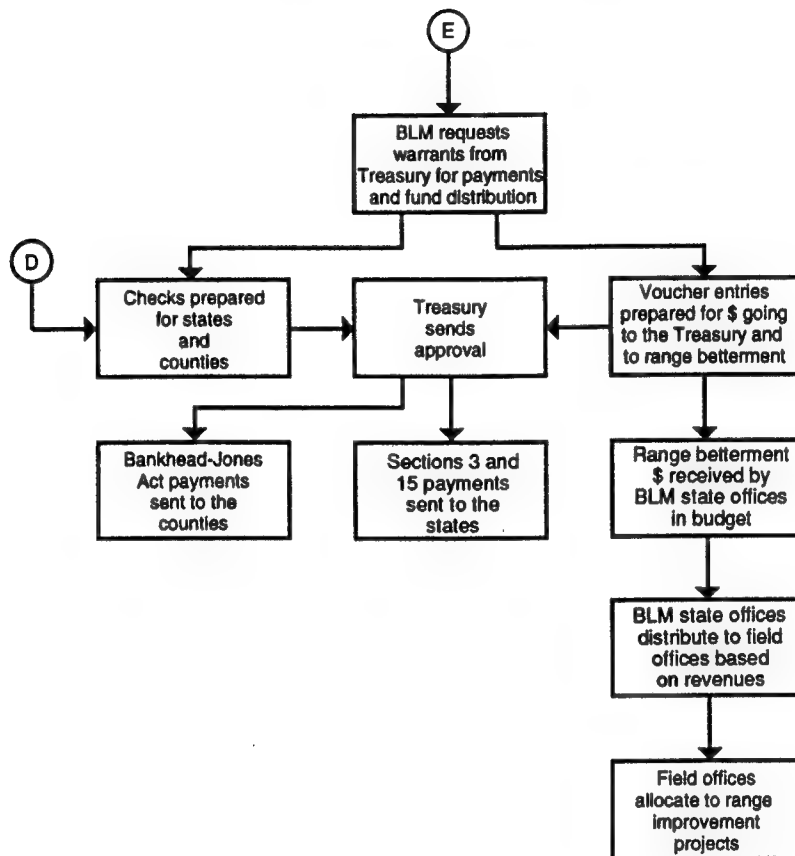 E
BLM requests
warrants from
Treasury for payments
and fund distribution
D
Checks prepared
for states
and
counties
Treasury
sends
approval
Voucher entries
prepared for $ going
to the Treasury and
to range betterment
Bankhead-Jones
Act payments
sent to the
counties
Sections 3 and
15 payments
sent to the
states
Range betterment
$ received by
BLM state offices
in budget
BLM state offices
distribute to field
offices based
on revenues
Field offices
allocate to range
improvement
projects